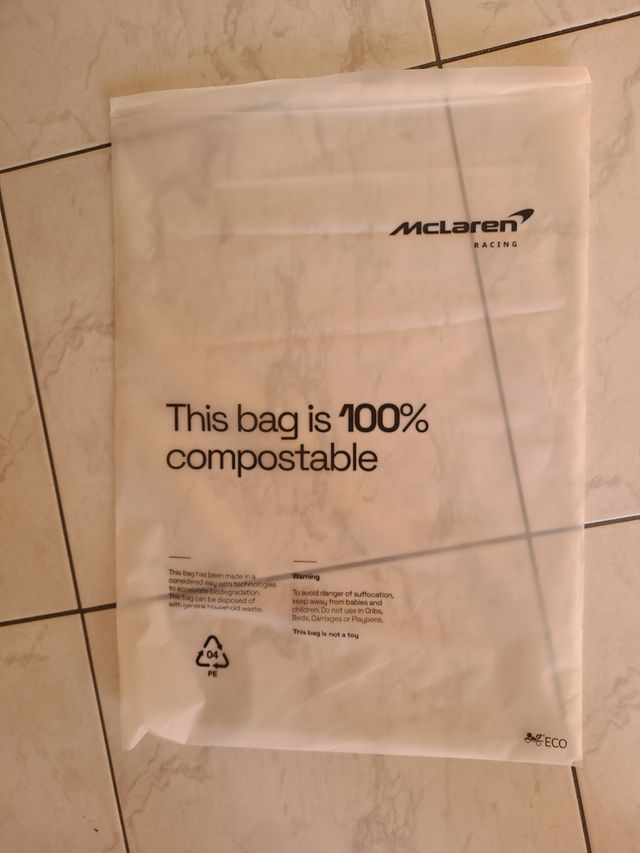 McLaren
RACING
This bag is 100%
compostable
This bag has been made in a
considered way with technologies
to accelerate biodegradation.
This bag can be disposed of
with general household waste.
Warning
To avoid danger of suffocation,
keep away from babies and
children. Do not use in Cribs,
Beds, Carriages or Playpens.
This bag is not a toy
04
PE
ECO